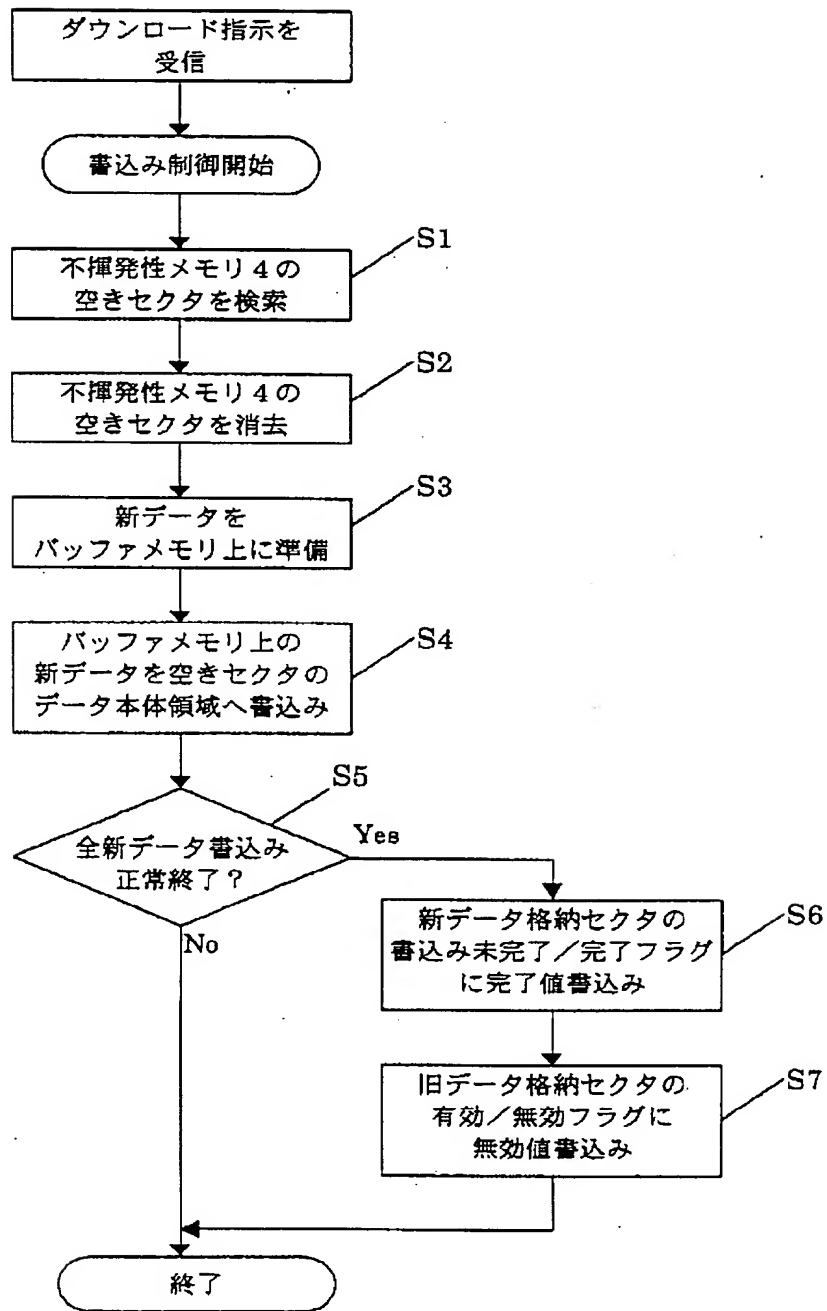 ダウンロード指示を
受信
書込み制御開始
S1
不揮発性メモリ4の
空きセクタを検索
S2
不揮発性メモリ4の
空きセクタを消去
S3
新データを
バッファメモリ上に準備
S4
バッファメモリ上の
新データを空きセクタの
データ本体領域へ書込み
S5
全新データ書込み
正常終了?
Yes
No
S6
新データ格納セクタの
書込み未完了/完了フラグ
に完了値書込み
S7
旧データ格納セクタの
有効/無効フラグに
無効値書込み
終了